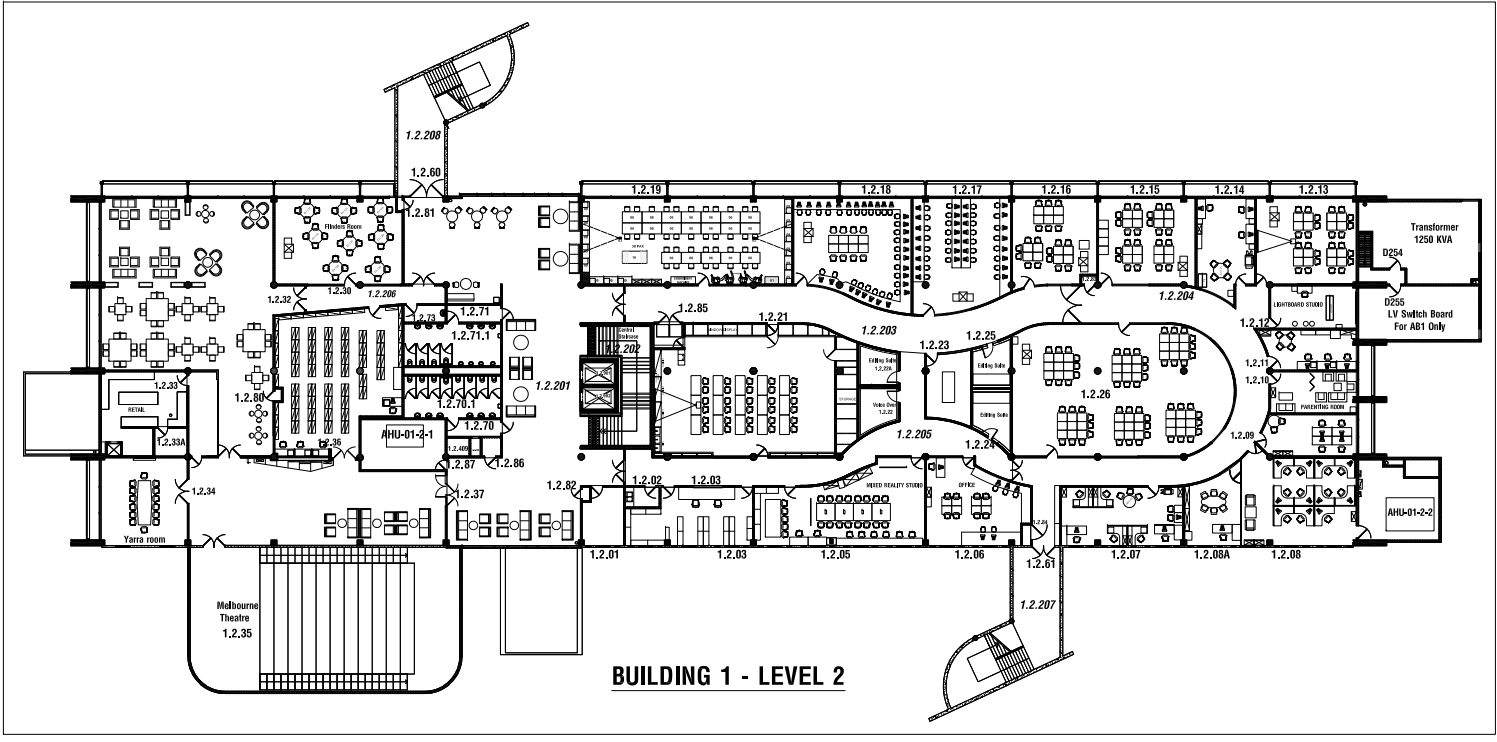 1.2.208
1.2.60
1.2.81
1.2.19
1.2.18
1.2.17
1.2.16
1.2.15
1.2.14
1.2.13
Flinders Room
Transformer
1250 KVA
D254
D255
LV Switch Board
For AB1 Only
1.2.32
1.2.30
1.2.206
1.2.71
1.2.73
1.2.71.1
1.2.85
1.2.21
1.2.203
1.2.204
LIGHTBOARD STUDIO
1.2.12
Central
Staircase
1.2.202
1.2.23
1.2.25
Editing Suite
1.2.22A
Editing Suite
1.2.11
1.2.10
PARENTING ROOM
1.2.201
1.2.33
RETAIL
1.2.33A
1.2.80
1.2.70.1
1.2.70
STORAGE
Voice Over
1.2.22
Editing Suite
1.2.26
1.2.205
1.2.24
1.2.09
1.2.36
AHU-01-2-1
1.2.409
1.2.87
1.2.86
1.2.34
1.2.37
1.2.82
1.2.02
1.2.03
MIXED REALITY STUDIO
OFFICE
1.2.84
AHU-01-2-2
Yarra room
1.2.01
1.2.03
1.2.05
1.2.06
1.2.61
1.2.07
1.2.08A
1.2.08
1.2.207
Melbourne
Theatre
1.2.35
BUILDING 1 - LEVEL 2